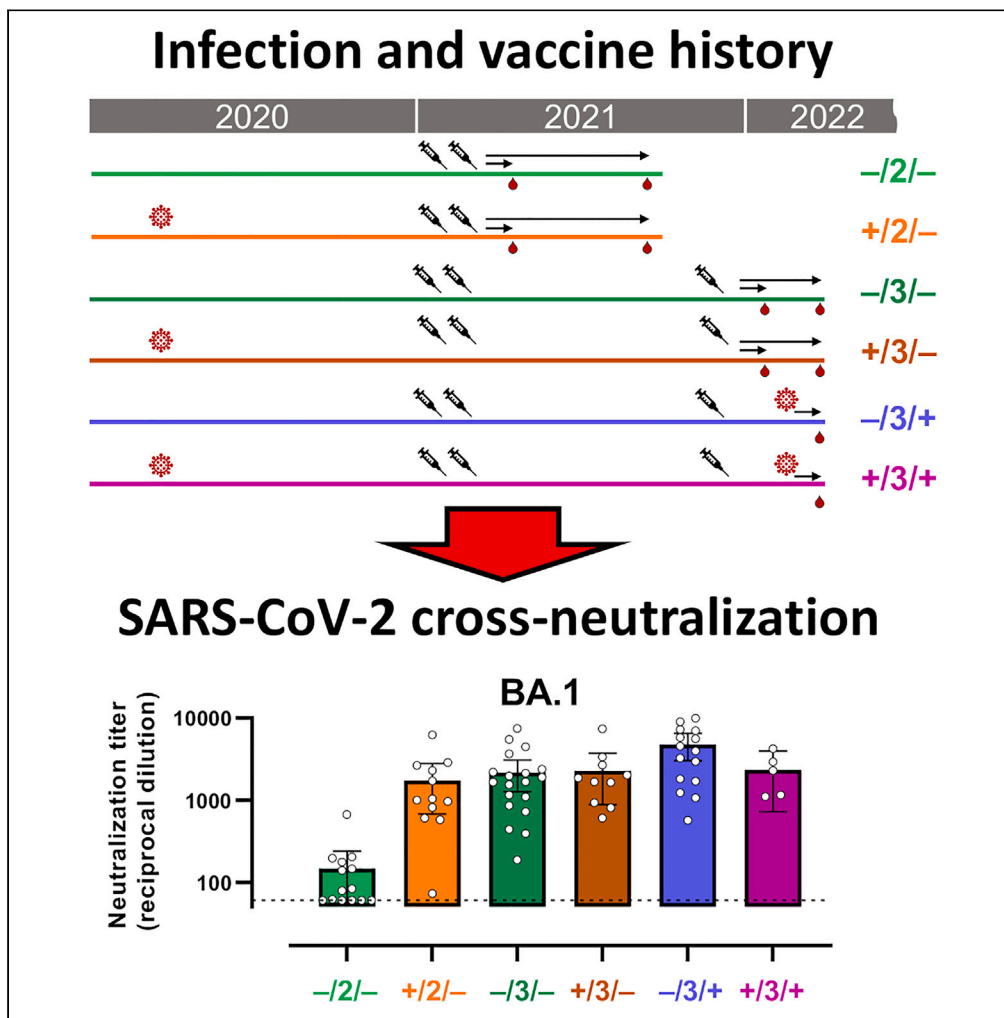 Infection and vaccine history
2020 2021 2022
–/2/–
+/2/–
–/3/–
+/3/–
–/3/+
+/3/+
SARS-CoV-2 cross-neutralization
BA.1
Neutralization titer
(reciprocal dilution)
10000
1000
100
–/2/– +/2/– –/3/– +/3/– –/3/+ +/3/+